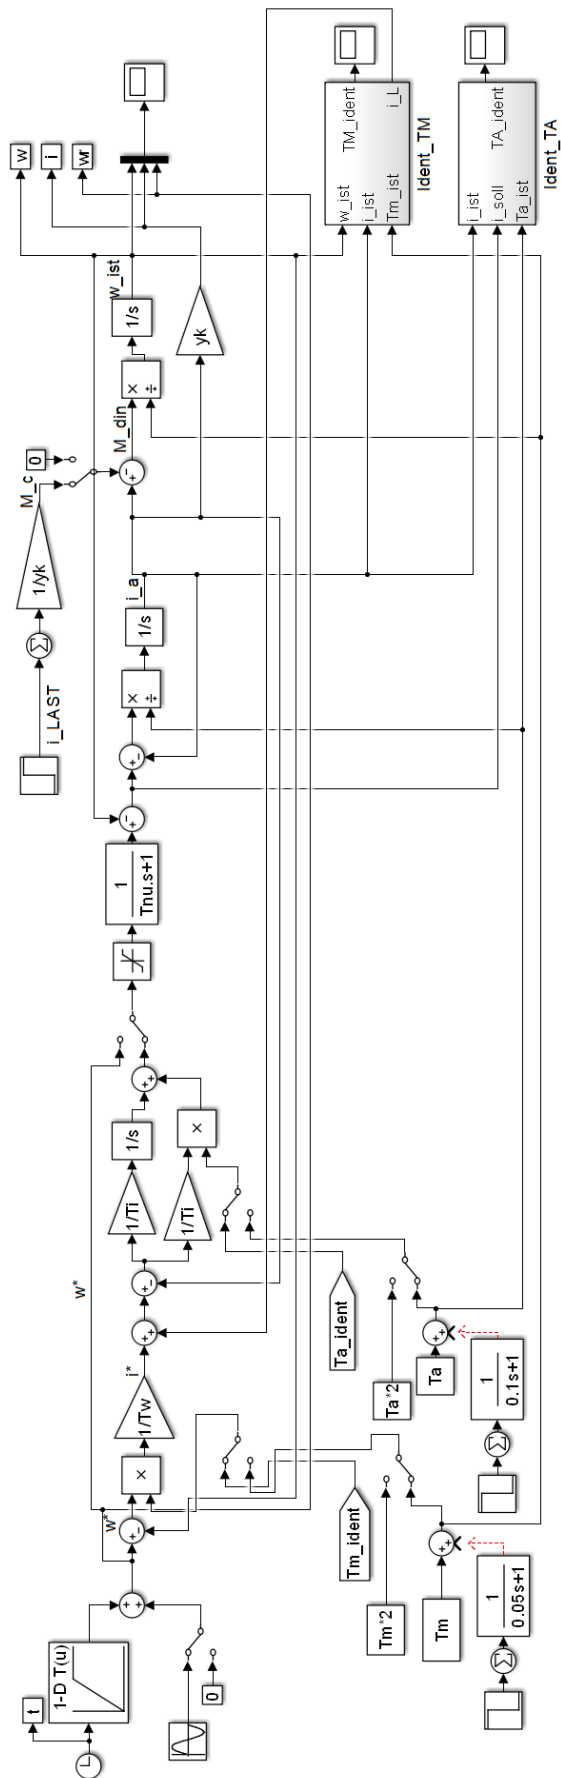 w
i
wr
w_ist
1/s
yk
M_din
×
÷
M_c
0
1/yk
Σ
i_LAST
i_a
1/s
×
÷
1
Tnu.s+1
1/s
×
1/Ti
1/Ti
w*
i*
1/Tw
×
w*
1-D T(u)
t
0
Ta_ident
Ta*2
Ta
1
0.1s+1
Σ
Tm_ident
Tm*2
Tm
1
0.05s+1
Σ
w_ist
i_ist
Tm_ist
TM_ident
i_L
Ident_TM
i_ist
i_soll
Ta_ist
TA_ident
Ident_TA